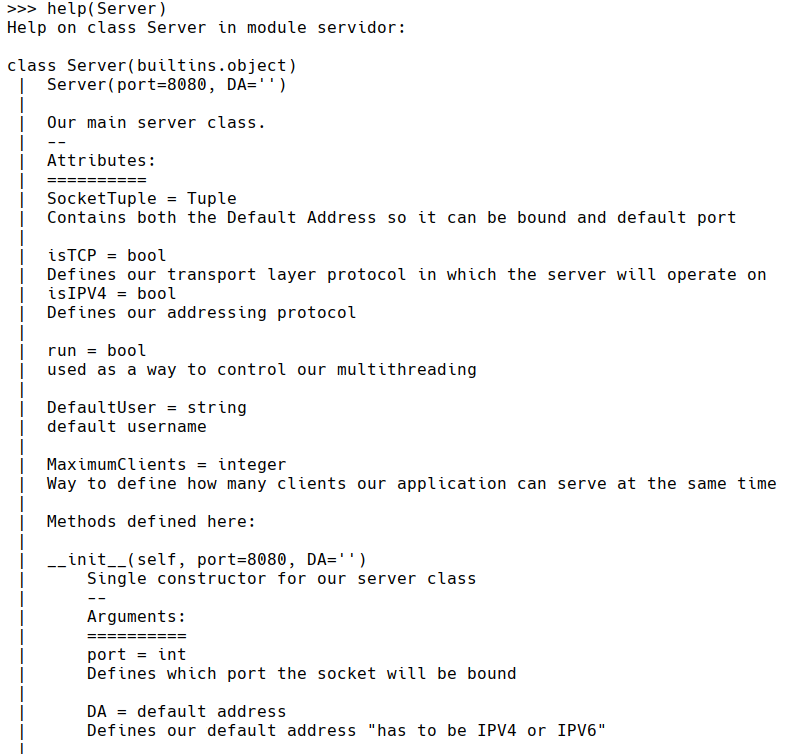 >>> help(Server)
Help on class Server in module servidor:

class Server(builtins.object)
 |  Server(port=8080, DA='')
 |
 |  Our main server class.
 |  --
 |  Attributes:
 |  ==========
 |  SocketTuple = Tuple
 |  Contains both the Default Address so it can be bound and default port
 |
 |  isTCP = bool
 |  Defines our transport layer protocol in which the server will operate on
 |  isIPV4 = bool
 |  Defines our addressing protocol
 |
 |  run = bool
 |  used as a way to control our multithreading
 |
 |  DefaultUser = string
 |  default username
 |
 |  MaximumClients = integer
 |  Way to define how many clients our application can serve at the same time
 |
 |  Methods defined here:
 |
 |  __init__(self, port=8080, DA='')
 |      Single constructor for our server class
 |      --
 |      Arguments:
 |      ==========
 |      port = int
 |      Defines which port the socket will be bound
 |
 |      DA = default address
 |      Defines our default address "has to be IPV4 or IPV6"
 |